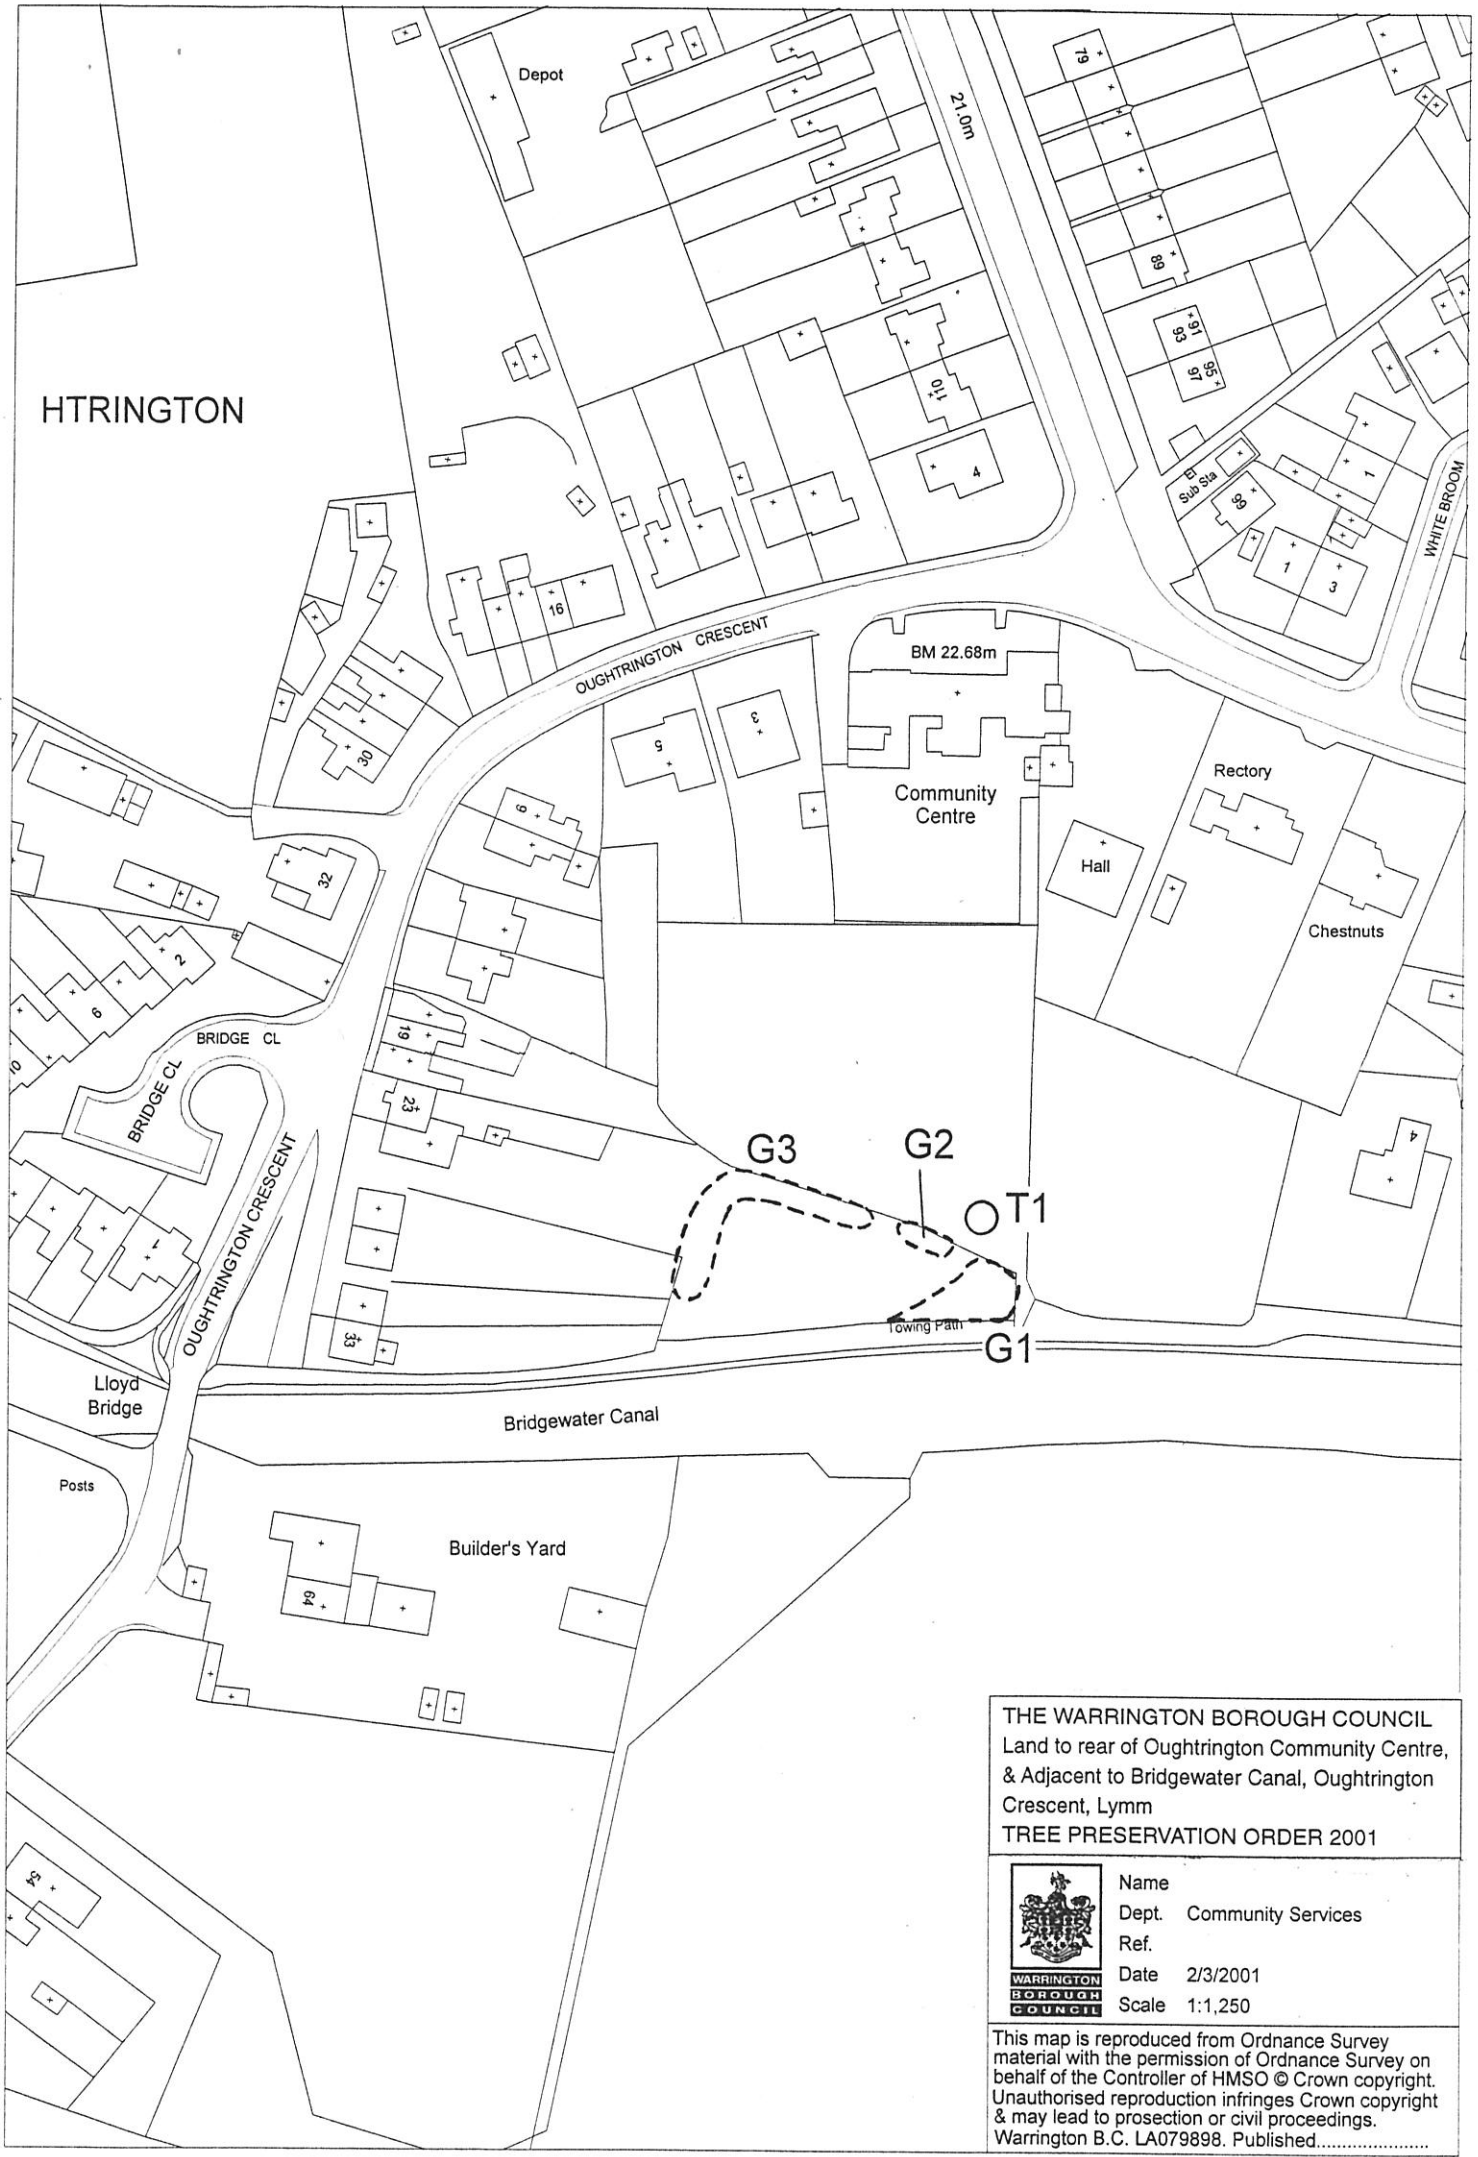 Depot
21.0m
79
89
91
93
95
97
HTRINGTON
110
4
El
Sub Sta
99
1
1
3
WHITE BROOM
16
OUGHTRINGTON CRESCENT
BM 22.68m
30
5
3
9
Community
Centre
Rectory
Hall
Chestnuts
32
2
6
10
BRIDGE CL
BRIDGE CL
19
23
OUGHTRINGTON CRESCENT
1
33
G3
G2
T1
4
Towing Path
G1
Lloyd
Bridge
Bridgewater Canal
Posts
Builder's Yard
64
54
THE WARRINGTON BOROUGH COUNCIL
Land to rear of Oughtrington Community Centre,
& Adjacent to Bridgewater Canal, Oughtrington
Crescent, Lymm
TREE PRESERVATION ORDER 2001
WARRINGTON
BOROUGH
COUNCIL
Name
Dept. Community Services
Ref.
Date 2/3/2001
Scale 1:1,250
This map is reproduced from Ordnance Survey
material with the permission of Ordnance Survey on
behalf of the Controller of HMSO © Crown copyright.
Unauthorised reproduction infringes Crown copyright
& may lead to prosection or civil proceedings.
Warrington B.C. LA079898. Published......................